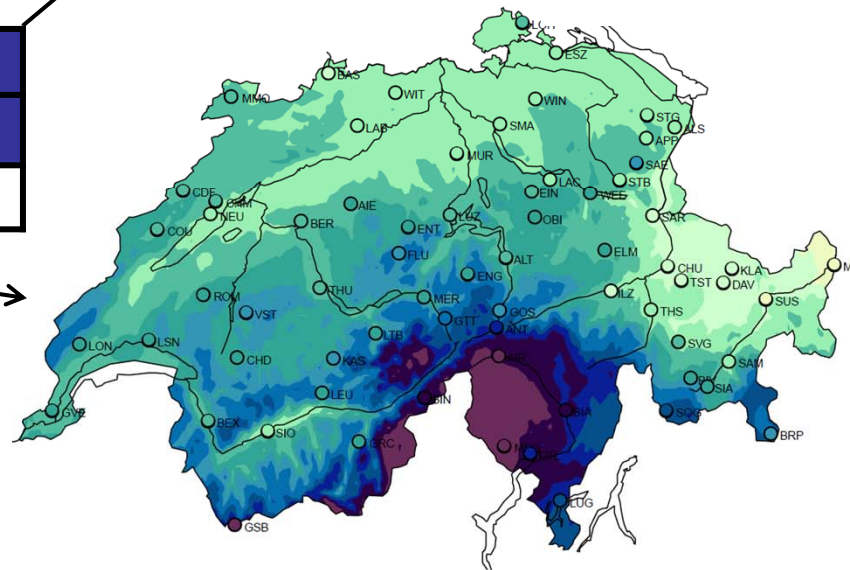 ESZ
BAS
MMO
WIT
WIN
STG
LAB
SMA
ALS
APP
MUR
SAE
LAC
STB
CDF
EIN
AIE
NEU
LUZ
OBI
SAR
BER
COU
ENT
ELM
FLU
ALT
CHU
KLA
ENG
TST
DAV
THU
ROM
MER
ILZ
SUS
VST
GOS
THS
GTT
ANT
LTB
LON
LSN
SVG
CHD
KAS
SAM
LEU
SIA
BIA
SOG
GVE
BEX
SIO
GRC
BRP
LUG
GSB